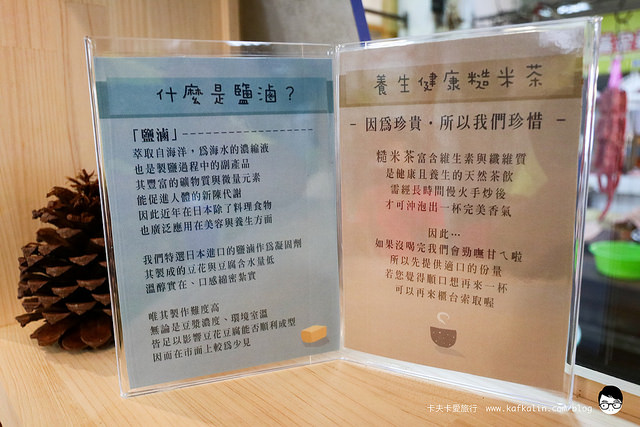 什麼是鹽滷？
「鹽滷」
萃取自海洋，為海水的濃縮液
也是製鹽過程中的副產品
其豐富的礦物質與微量元素
能促進人體的新陳代謝
因此近年在日本除了料理食物
也廣泛應用在美容與養生方面
我們特選日本進口的鹽滷作為凝固劑
其製成的豆花與豆腐含水量低
溫醇實在、口感綿密紮實
唯其製作難度高
無論是豆漿濃度、環境室溫
皆足以影響豆花豆腐能否順利成型
因而在市面上較為少見
養生健康糙米茶
－因為珍貴・所以我們珍惜－
糙米茶富含維生素與纖維質
是健康且養生的天然茶飲
需經長時間慢火手炒後
才可沖泡出一杯完美香氣
因此…
如果沒喝完我們會勁嘸甘ㄟ啦
所以先提供適口的份量
若您覺得順口想再來一杯
可以再來櫃台索取喔
卡夫卡愛旅行 www.kafkalin.com/blog